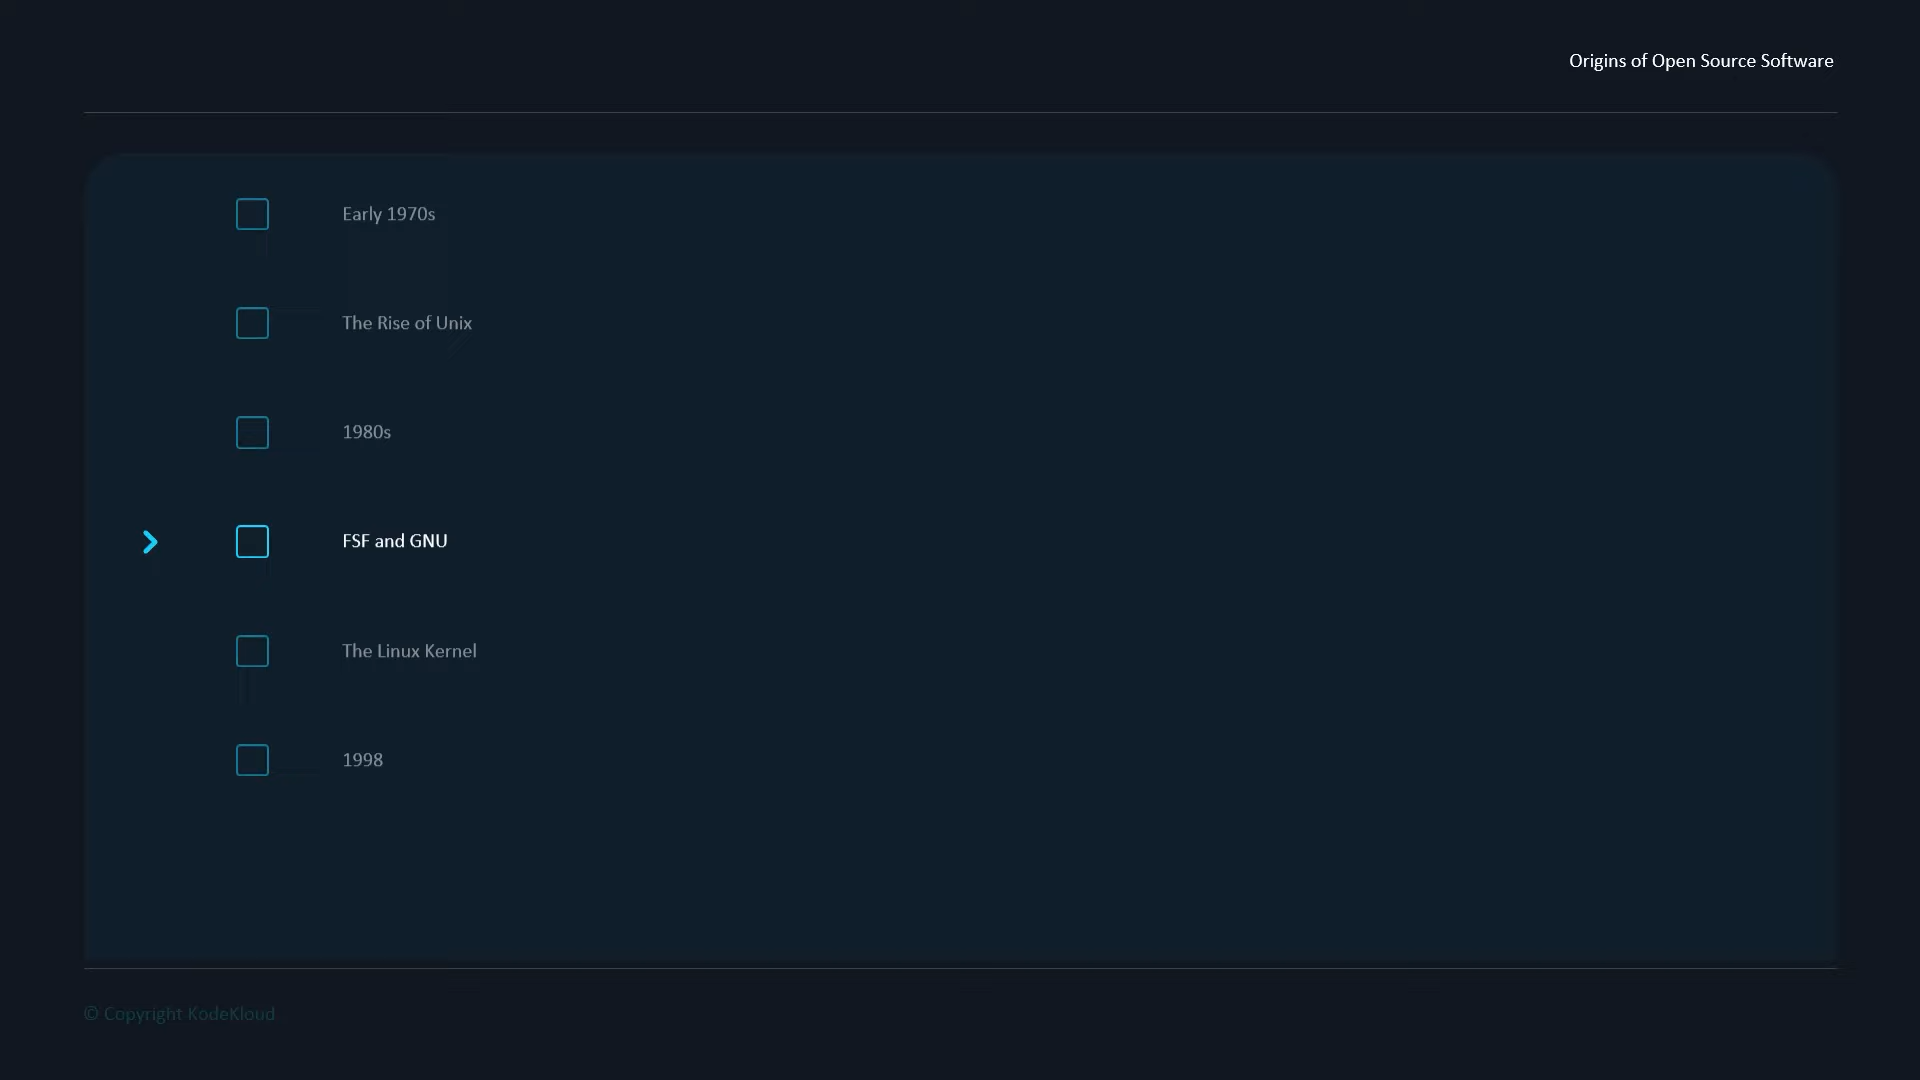 Origins of Open Source Software
Early 1970s
The Rise of Unix
1980s
FSF and GNU
The Linux Kernel
1998
© Copyright KodeKloud